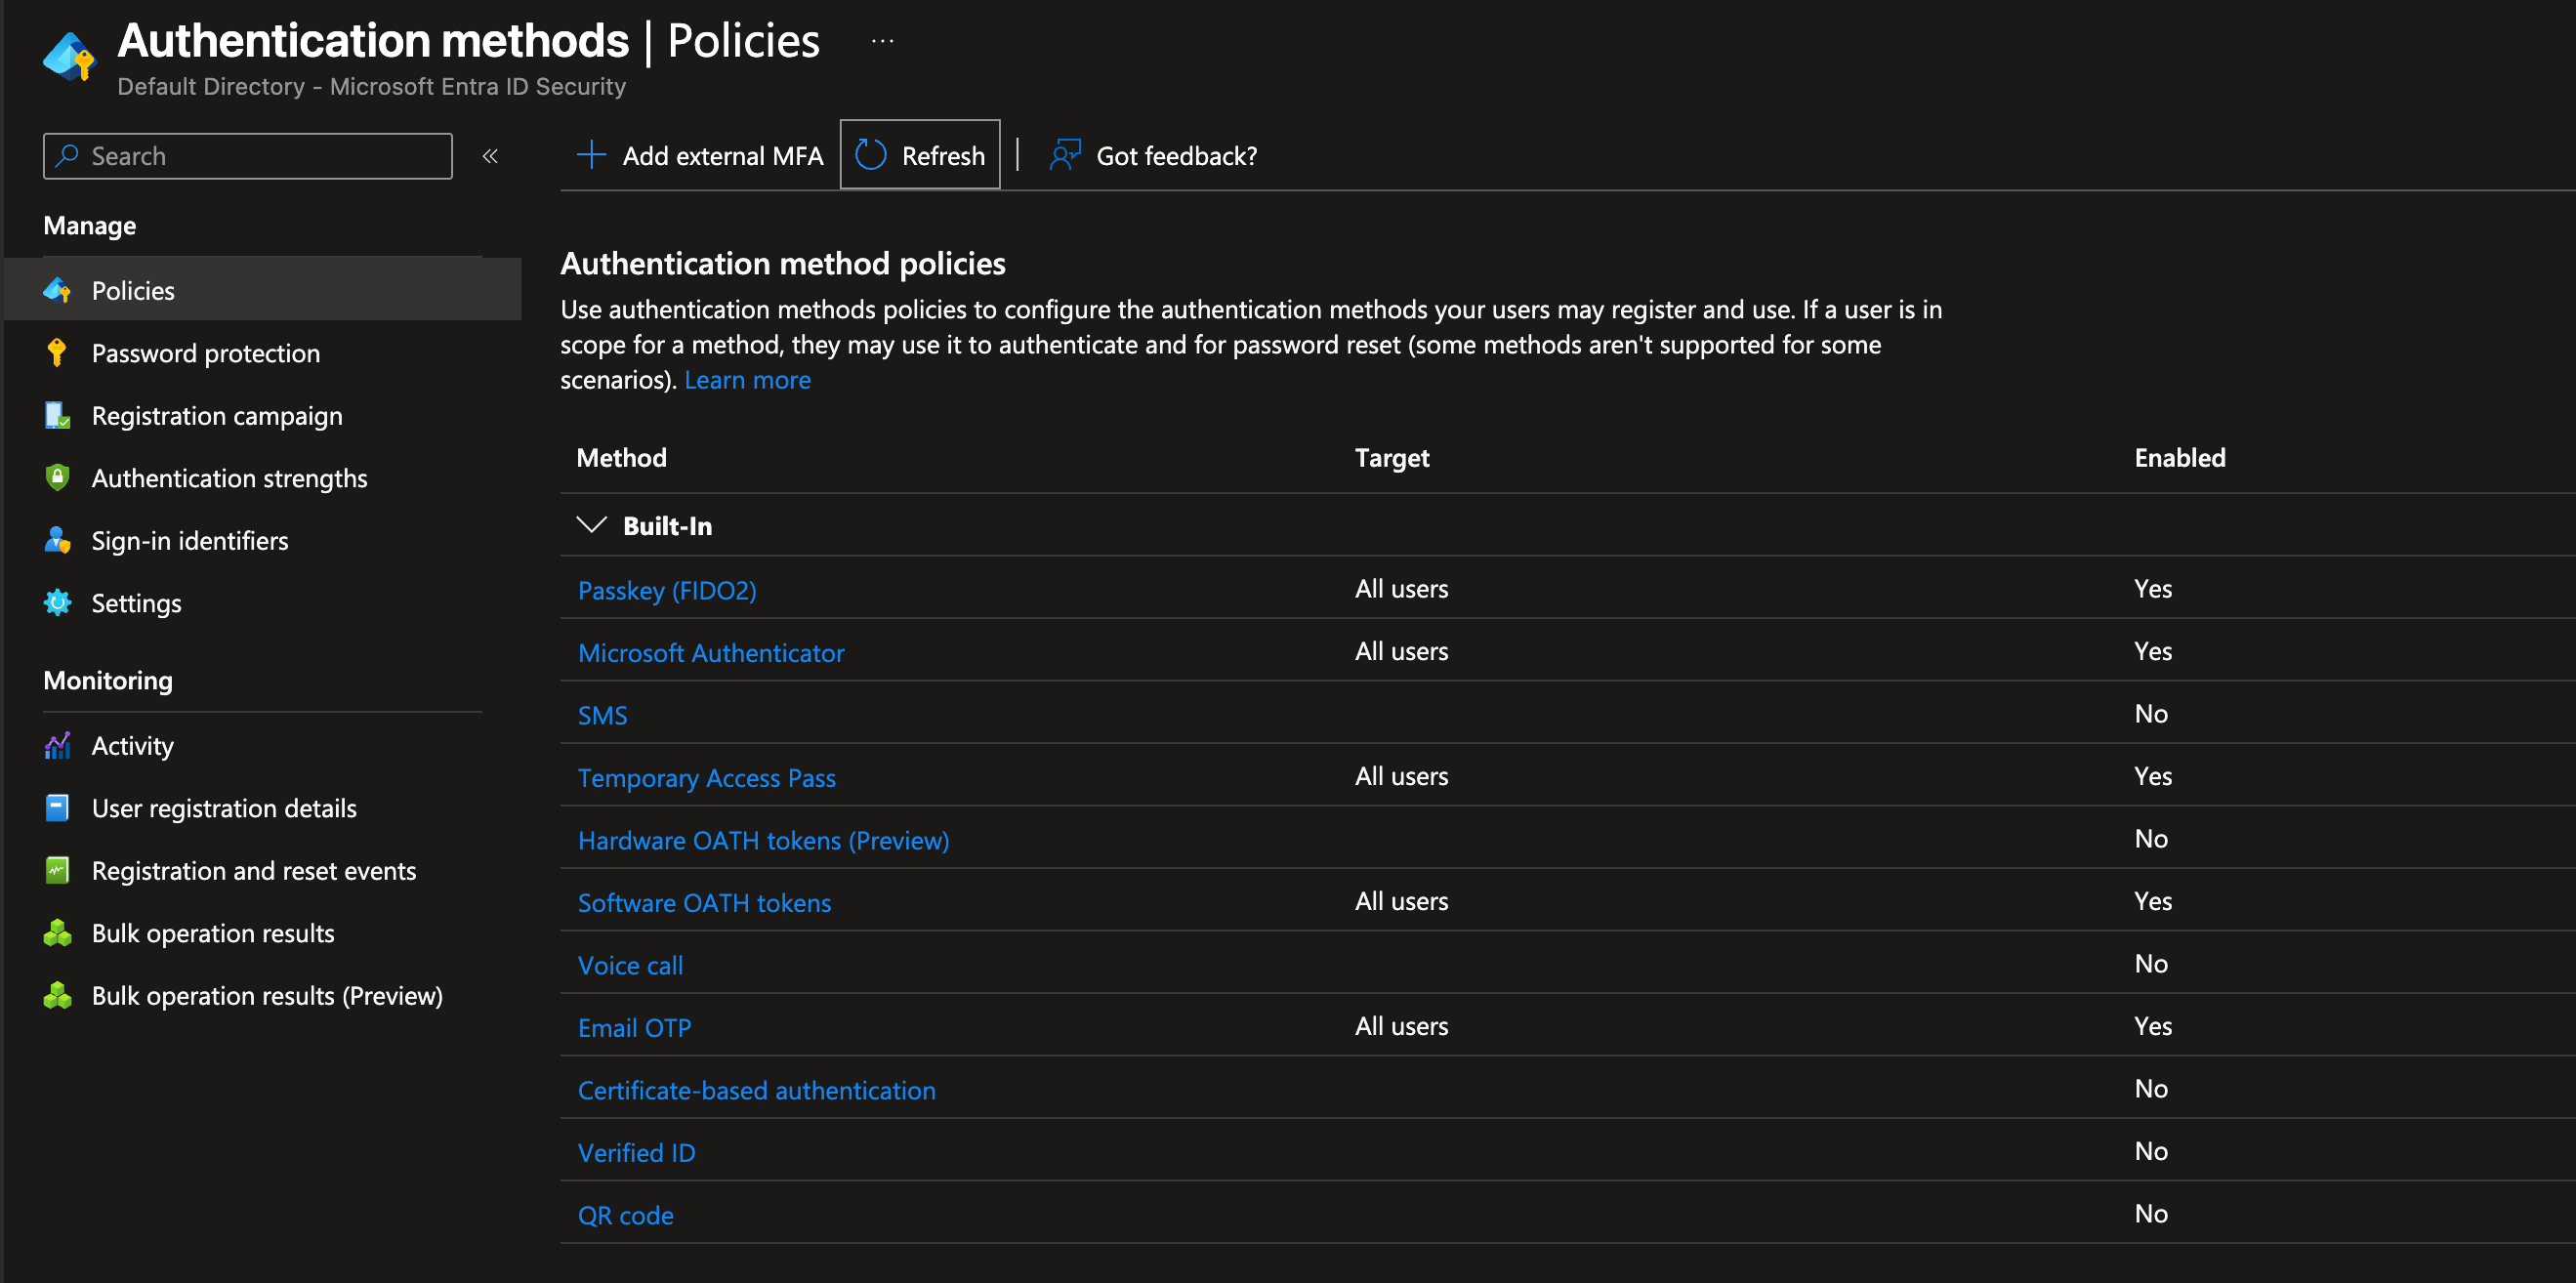 Authentication methods | Policies ...
Default Directory - Microsoft Entra ID Security
Search
«
Add external MFA
Refresh
Got feedback?
Manage
Policies
Password protection
Registration campaign
Authentication strengths
Sign-in identifiers
Settings
Monitoring
Activity
User registration details
Registration and reset events
Bulk operation results
Bulk operation results (Preview)
Authentication method policies
Use authentication methods policies to configure the authentication methods your users may register and use. If a user is in
scope for a method, they may use it to authenticate and for password reset (some methods aren't supported for some
scenarios). Learn more
Method Target Enabled
Built-In
Passkey (FIDO2) All users Yes
Microsoft Authenticator All users Yes
SMS No
Temporary Access Pass All users Yes
Hardware OATH tokens (Preview) No
Software OATH tokens All users Yes
Voice call No
Email OTP All users Yes
Certificate-based authentication No
Verified ID No
QR code No